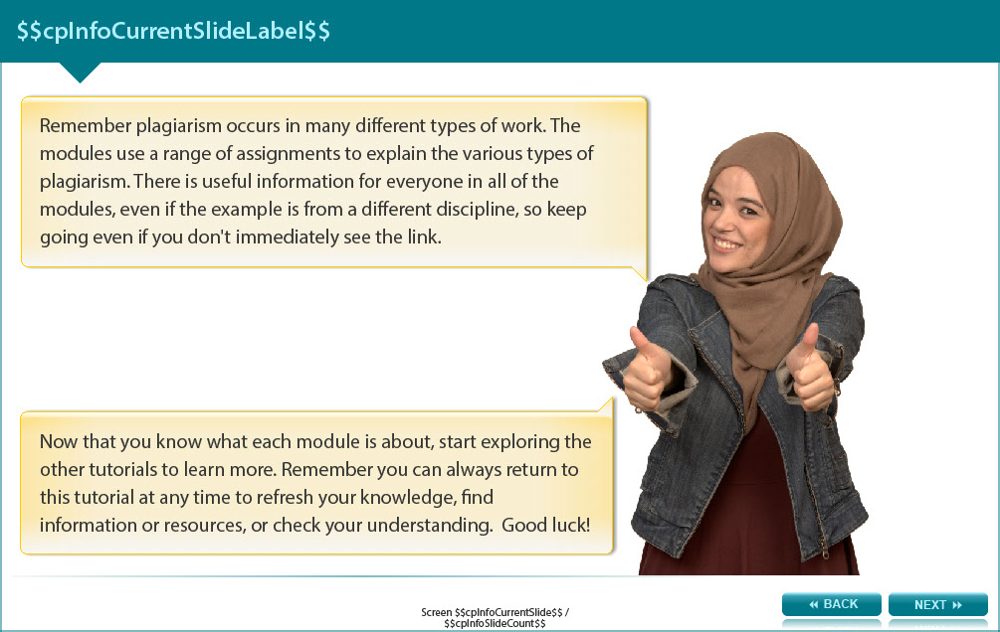 $$cpInfoCurrentSlideLabel$$
Remember plagiarism occurs in many different types of work. The
modules use a range of assignments to explain the various types of
plagiarism. There is useful information for everyone in all of the
modules, even if the example is from a different discipline, so keep
going even if you don't immediately see the link.
Now that you know what each module is about, start exploring the
other tutorials to learn more. Remember you can always return to
this tutorial at any time to refresh your knowledge, find
information or resources, or check your understanding.  Good luck!
Screen $$cpInfoCurrentSlide$$ /
$$cpInfoSlideCount$$
BACK
NEXT